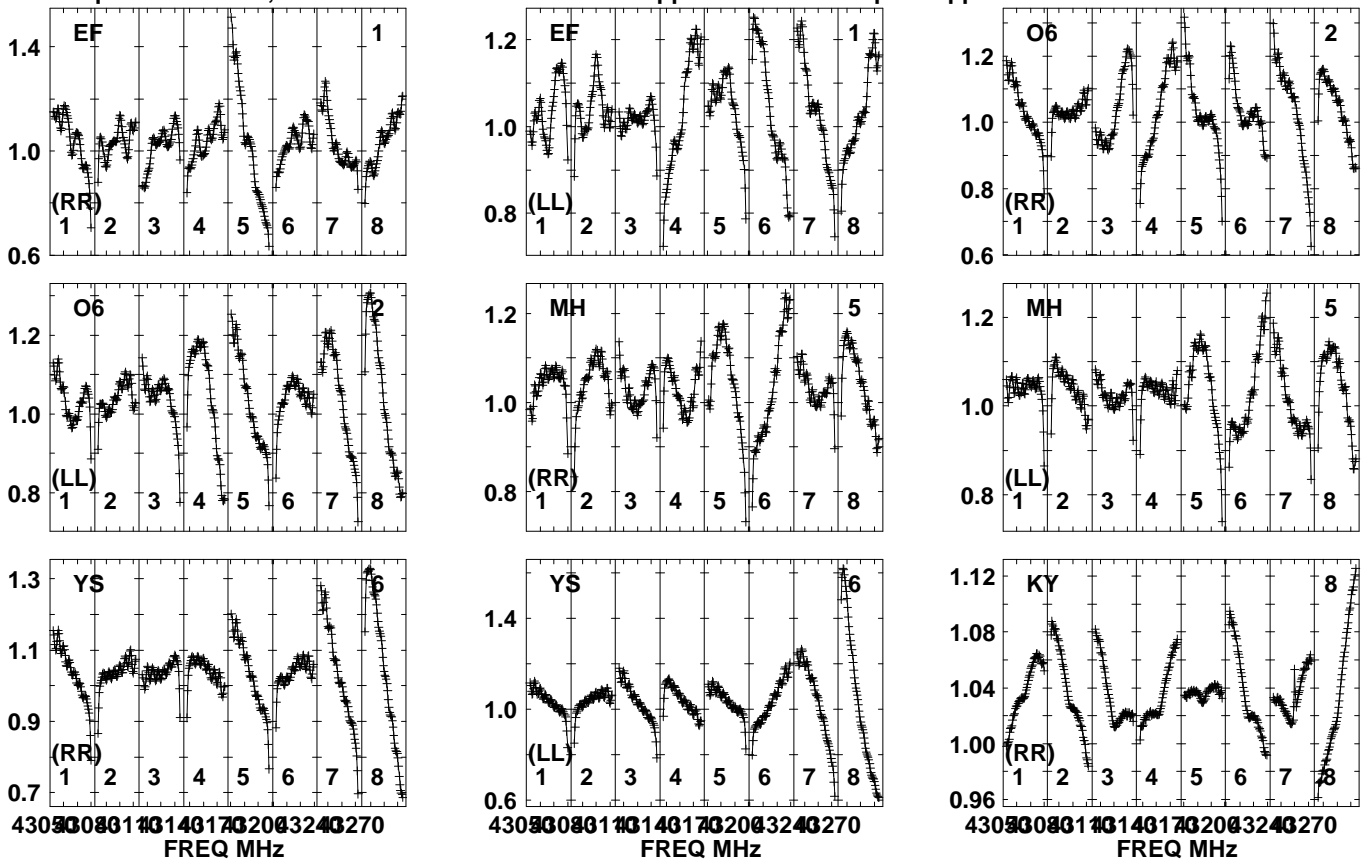 EF 1
1.4
1.0
0.6
(RR)
1 2 3 4 5 6 7 8
EF 1
1.2
1.0
0.8
(LL)
1 2 3 4 5 6 7 8
O6 2
1.2
1.0
0.8
0.6
(RR)
1 2 3 4 5 6 7 8
O6 2
1.2
1.0
0.8
(LL)
1 2 3 4 5 6 7 8
MH 5
1.2
1.0
0.8
(RR)
1 2 3 4 5 6 7 8
MH 5
1.2
1.0
0.8
(LL)
1 2 3 4 5 6 7 8
YS 6
1.3
1.1
0.9
0.7
(RR)
1 2 3 4 5 6 7 8
FREQ MHz
YS 6
1.4
1.0
0.6
(LL)
1 2 3 4 5 6 7 8
FREQ MHz
KY 8
1.12
1.08
1.04
1.00
0.96
(RR)
1 2 3 4 5 6 7 8
FREQ MHz